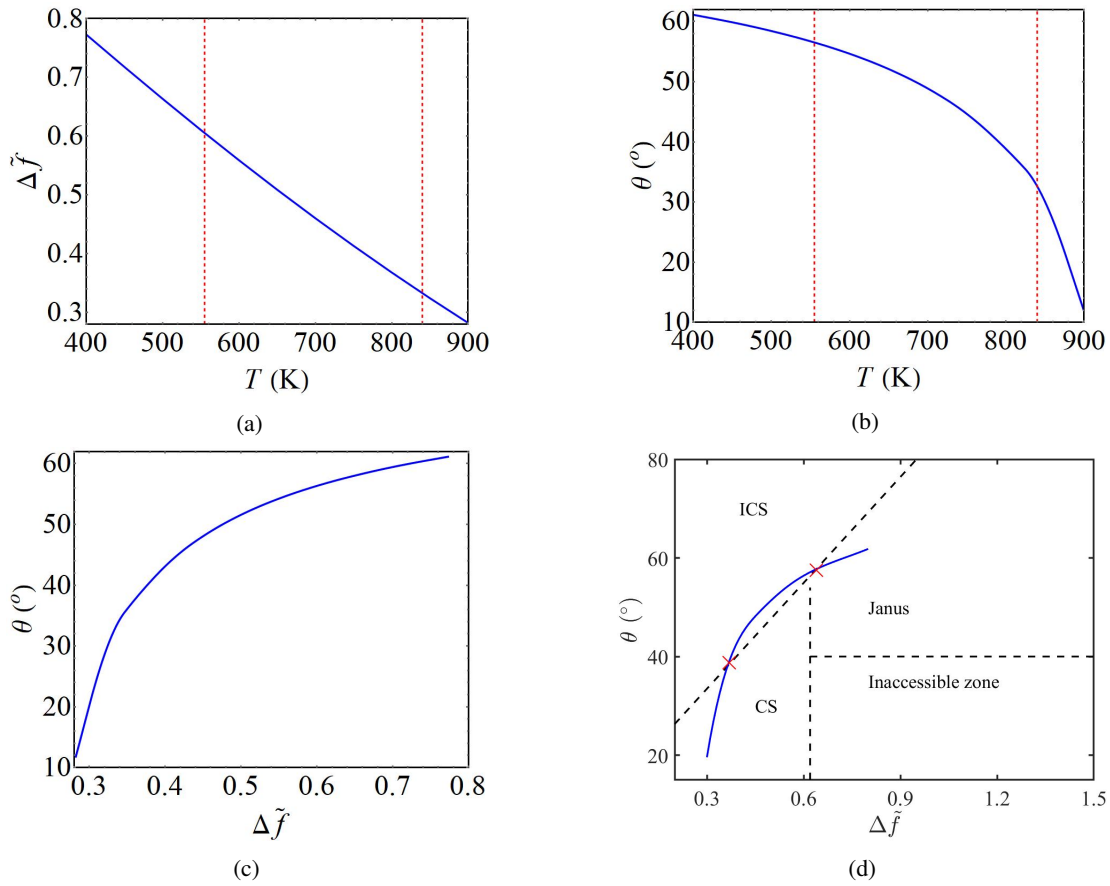 0.8
0.7
0.6
0.5
0.4
0.3
Δf̃
400 500 600 700 800 900
T (K)
(a)
60
50
40
30
20
10
θ (o)
400 500 600 700 800 900
T (K)
(b)
60
50
40
30
20
10
θ (o)
0.3 0.4 0.5 0.6 0.7 0.8
Δf̃
(c)
80
60
40
20
θ (°)
ICS
Janus
Inaccessible zone
CS
0.3 0.6 0.9 1.2 1.5
Δf̃
(d)